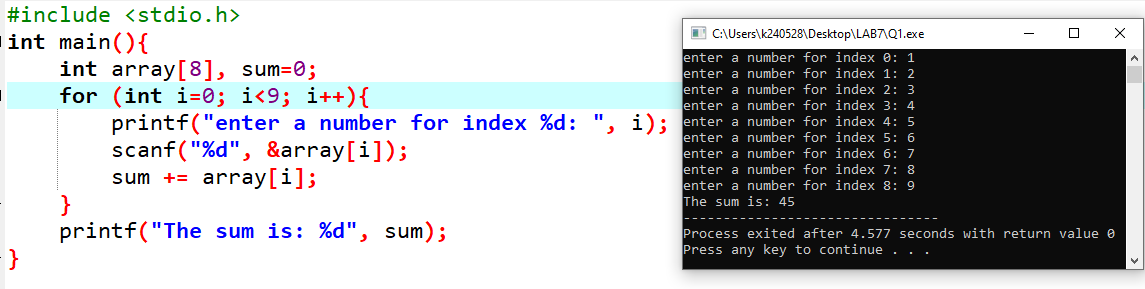 #include <stdio.h>
int main(){
    int array[8], sum=0;
    for (int i=0; i<9; i++){
        printf("enter a number for index %d: ", i);
        scanf("%d", &array[i]);
        sum += array[i];
    }
    printf("The sum is: %d", sum);
}
C:\Users\k240528\Desktop\LAB7\Q1.exe
enter a number for index 0: 1
enter a number for index 1: 2
enter a number for index 2: 3
enter a number for index 3: 4
enter a number for index 4: 5
enter a number for index 5: 6
enter a number for index 6: 7
enter a number for index 7: 8
enter a number for index 8: 9
The sum is: 45
--------------------------------
Process exited after 4.577 seconds with return value 0
Press any key to continue . . .